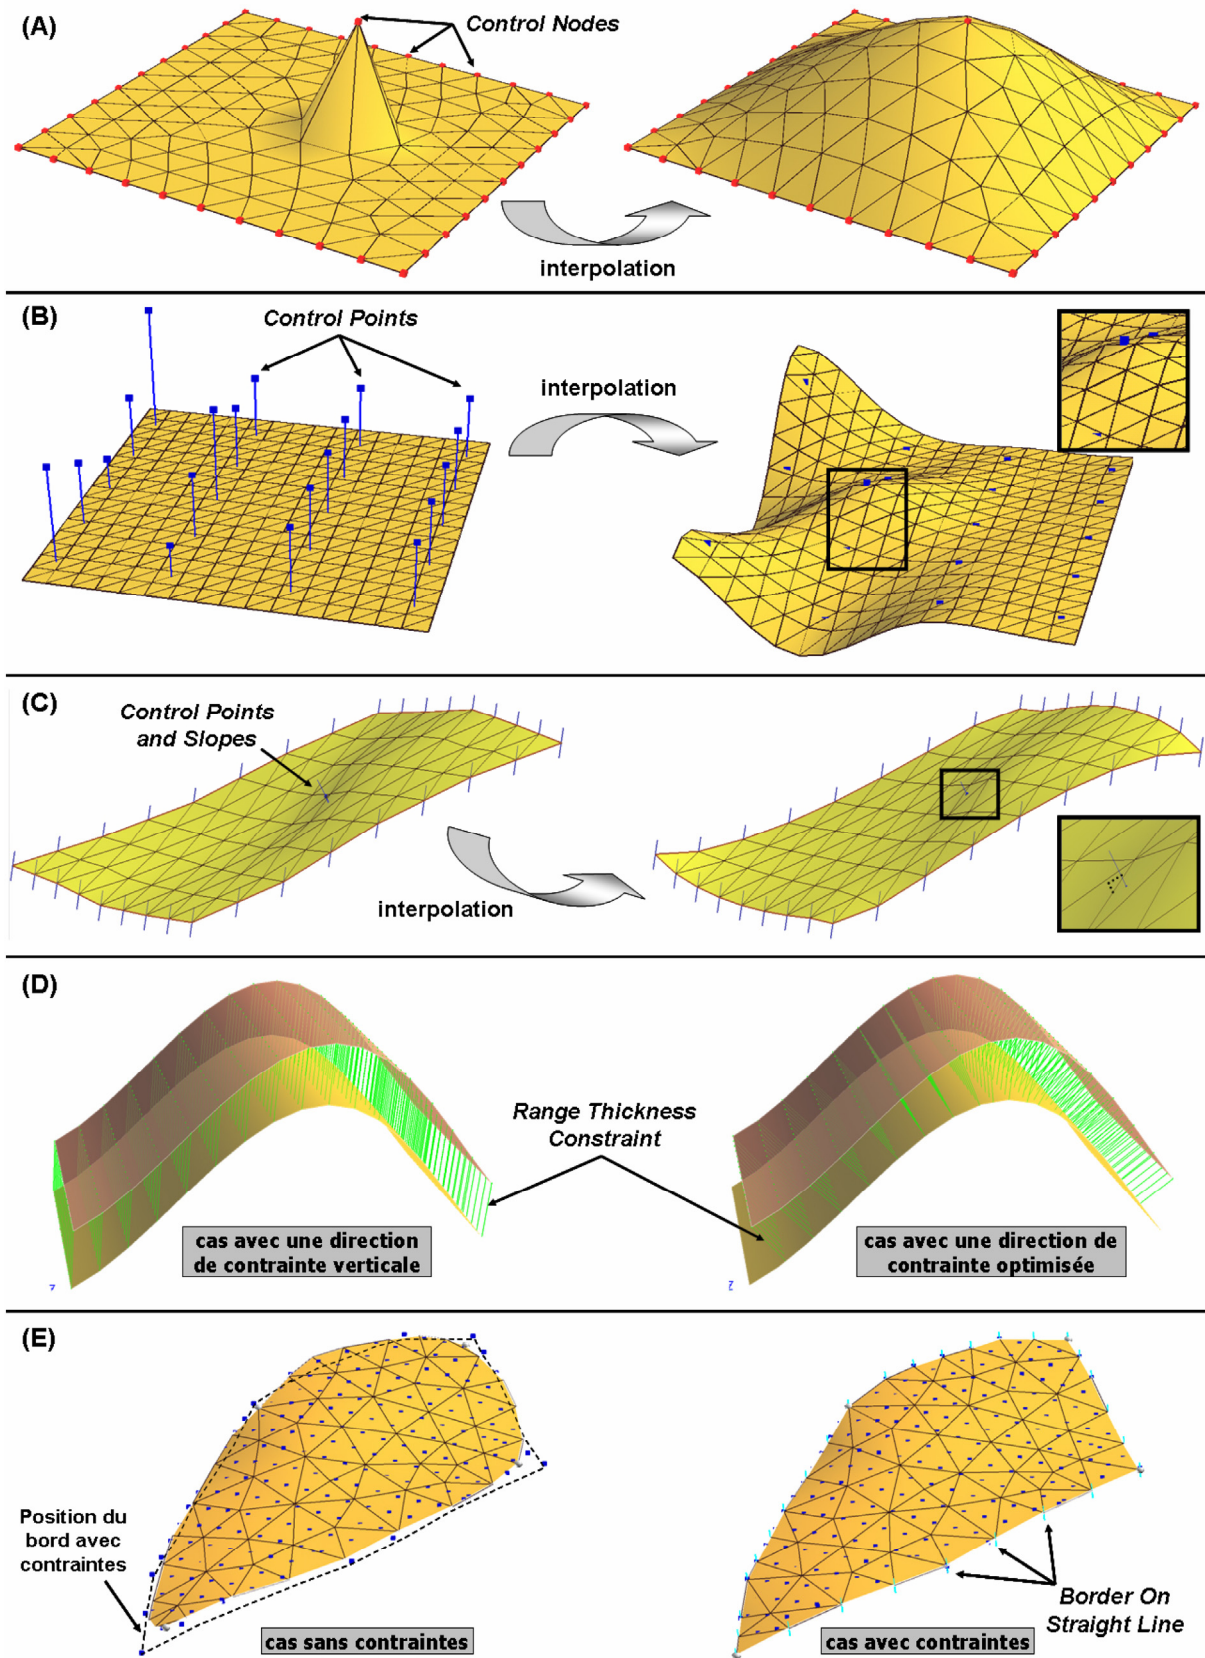 (A)
Control Nodes
interpolation
(B)
Control Points
interpolation
(C)
Control Points
and Slopes
interpolation
(D)
Range Thickness
Constraint
cas avec une direction
de contrainte verticale
cas avec une direction de
contrainte optimisée
Z
Z
(E)
Position du
bord avec
contraintes
cas sans contraintes
Border On
Straight Line
cas avec contraintes